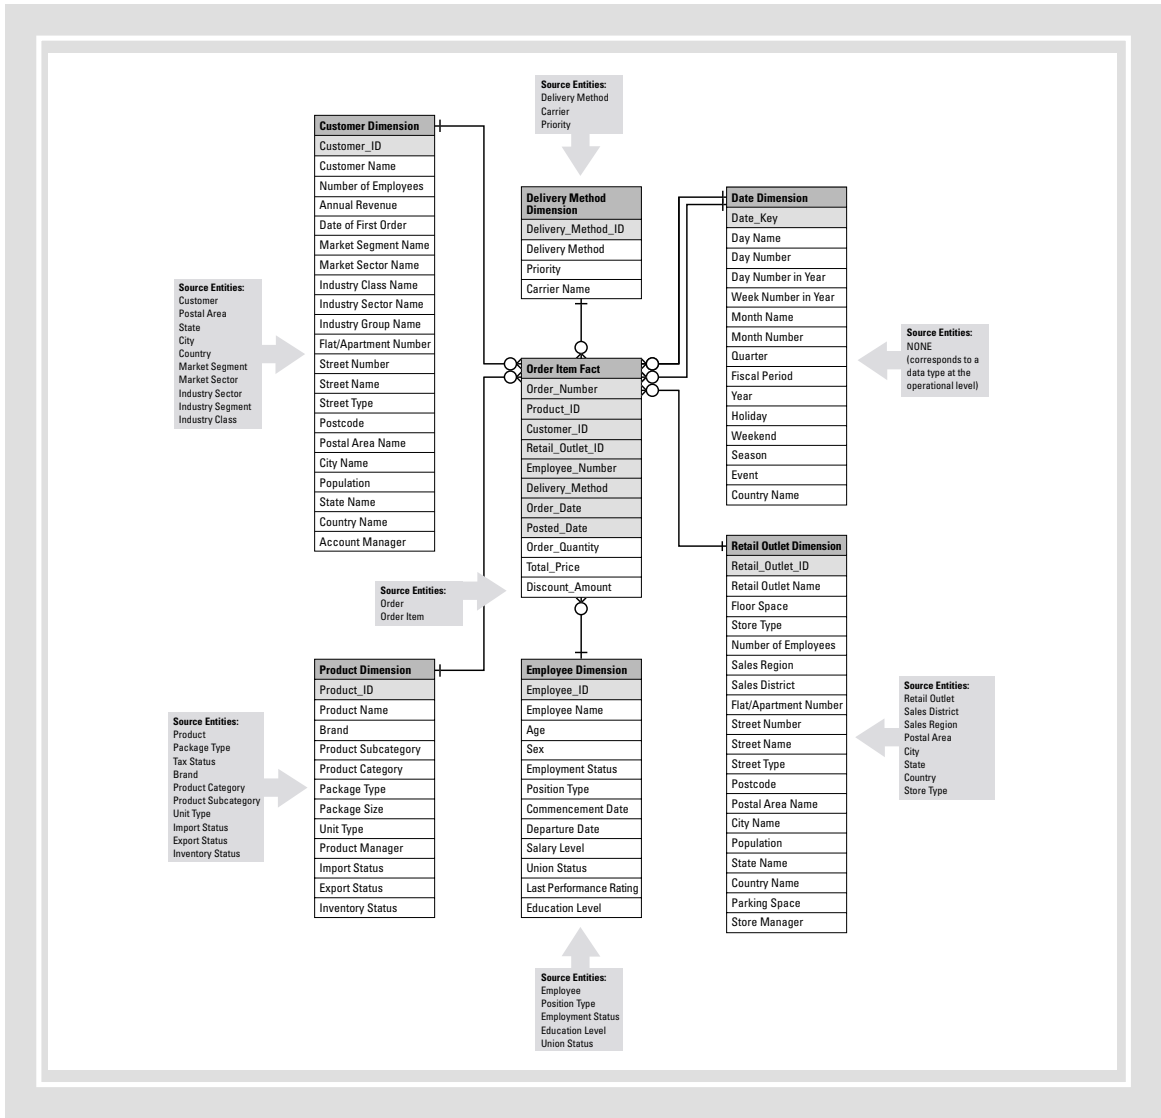 Source Entities:
Delivery Method
Carrier
Priority
Customer Dimension
Customer_ID
Customer Name
Number of Employees
Annual Revenue
Date of First Order
Market Segment Name
Market Sector Name
Industry Class Name
Industry Sector Name
Industry Group Name
Flat/Apartment Number
Street Number
Street Name
Street Type
Postcode
Postal Area Name
City Name
Population
State Name
Country Name
Account Manager
Delivery Method
Dimension
Delivery_Method_ID
Delivery Method
Priority
Carrier Name
Date Dimension
Date_Key
Day Name
Day Number
Day Number in Year
Week Number in Year
Month Name
Month Number
Quarter
Fiscal Period
Year
Holiday
Weekend
Season
Event
Country Name
Source Entities:
Customer
Postal Area
State
City
Country
Market Segment
Market Sector
Industry Sector
Industry Segment
Industry Class
Source Entities:
NONE
(corresponds to a
data type at the
operational level)
Order Item Fact
Order_Number
Product_ID
Customer_ID
Retail_Outlet_ID
Employee_Number
Delivery_Method
Order_Date
Posted_Date
Order_Quantity
Total_Price
Discount_Amount
Source Entities:
Order
Order Item
Retail Outlet Dimension
Retail_Outlet_ID
Retail Outlet Name
Floor Space
Store Type
Number of Employees
Sales Region
Sales District
Flat/Apartment Number
Street Number
Street Name
Street Type
Postcode
Postal Area Name
City Name
Population
State Name
Country Name
Parking Space
Store Manager
Product Dimension
Product_ID
Product Name
Brand
Product Subcategory
Product Category
Package Type
Package Size
Unit Type
Product Manager
Import Status
Export Status
Inventory Status
Employee Dimension
Employee_ID
Employee Name
Age
Sex
Employment Status
Position Type
Commencement Date
Departure Date
Salary Level
Union Status
Last Performance Rating
Education Level
Source Entities:
Retail Outlet
Sales District
Sales Region
Postal Area
City
State
Country
Store Type
Source Entities:
Product
Package Type
Tax Status
Brand
Product Category
Product Subcategory
Unit Type
Import Status
Export Status
Inventory Status
Source Entities:
Employee
Position Type
Employment Status
Education Level
Union Status